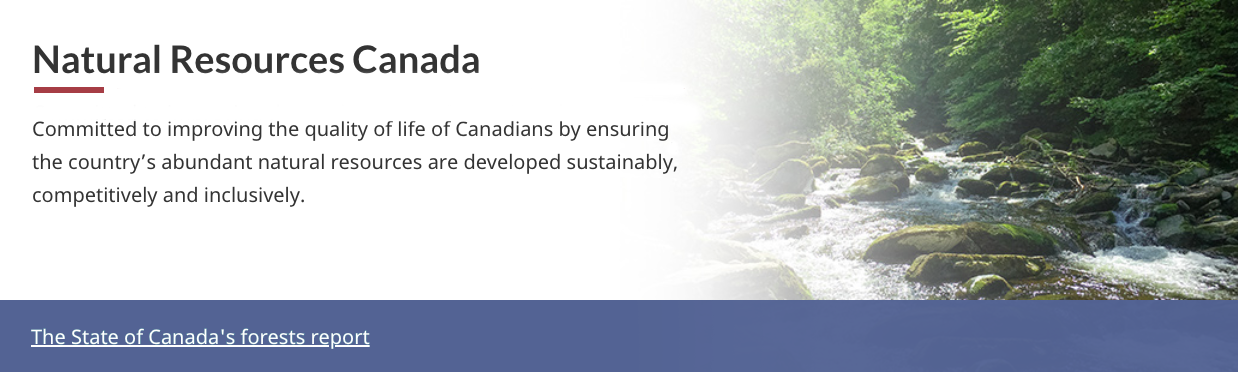 Natural Resources Canada
Committed to improving the quality of life of Canadians by ensuring
the country’s abundant natural resources are developed sustainably,
competitively and inclusively.
The State of Canada's forests report